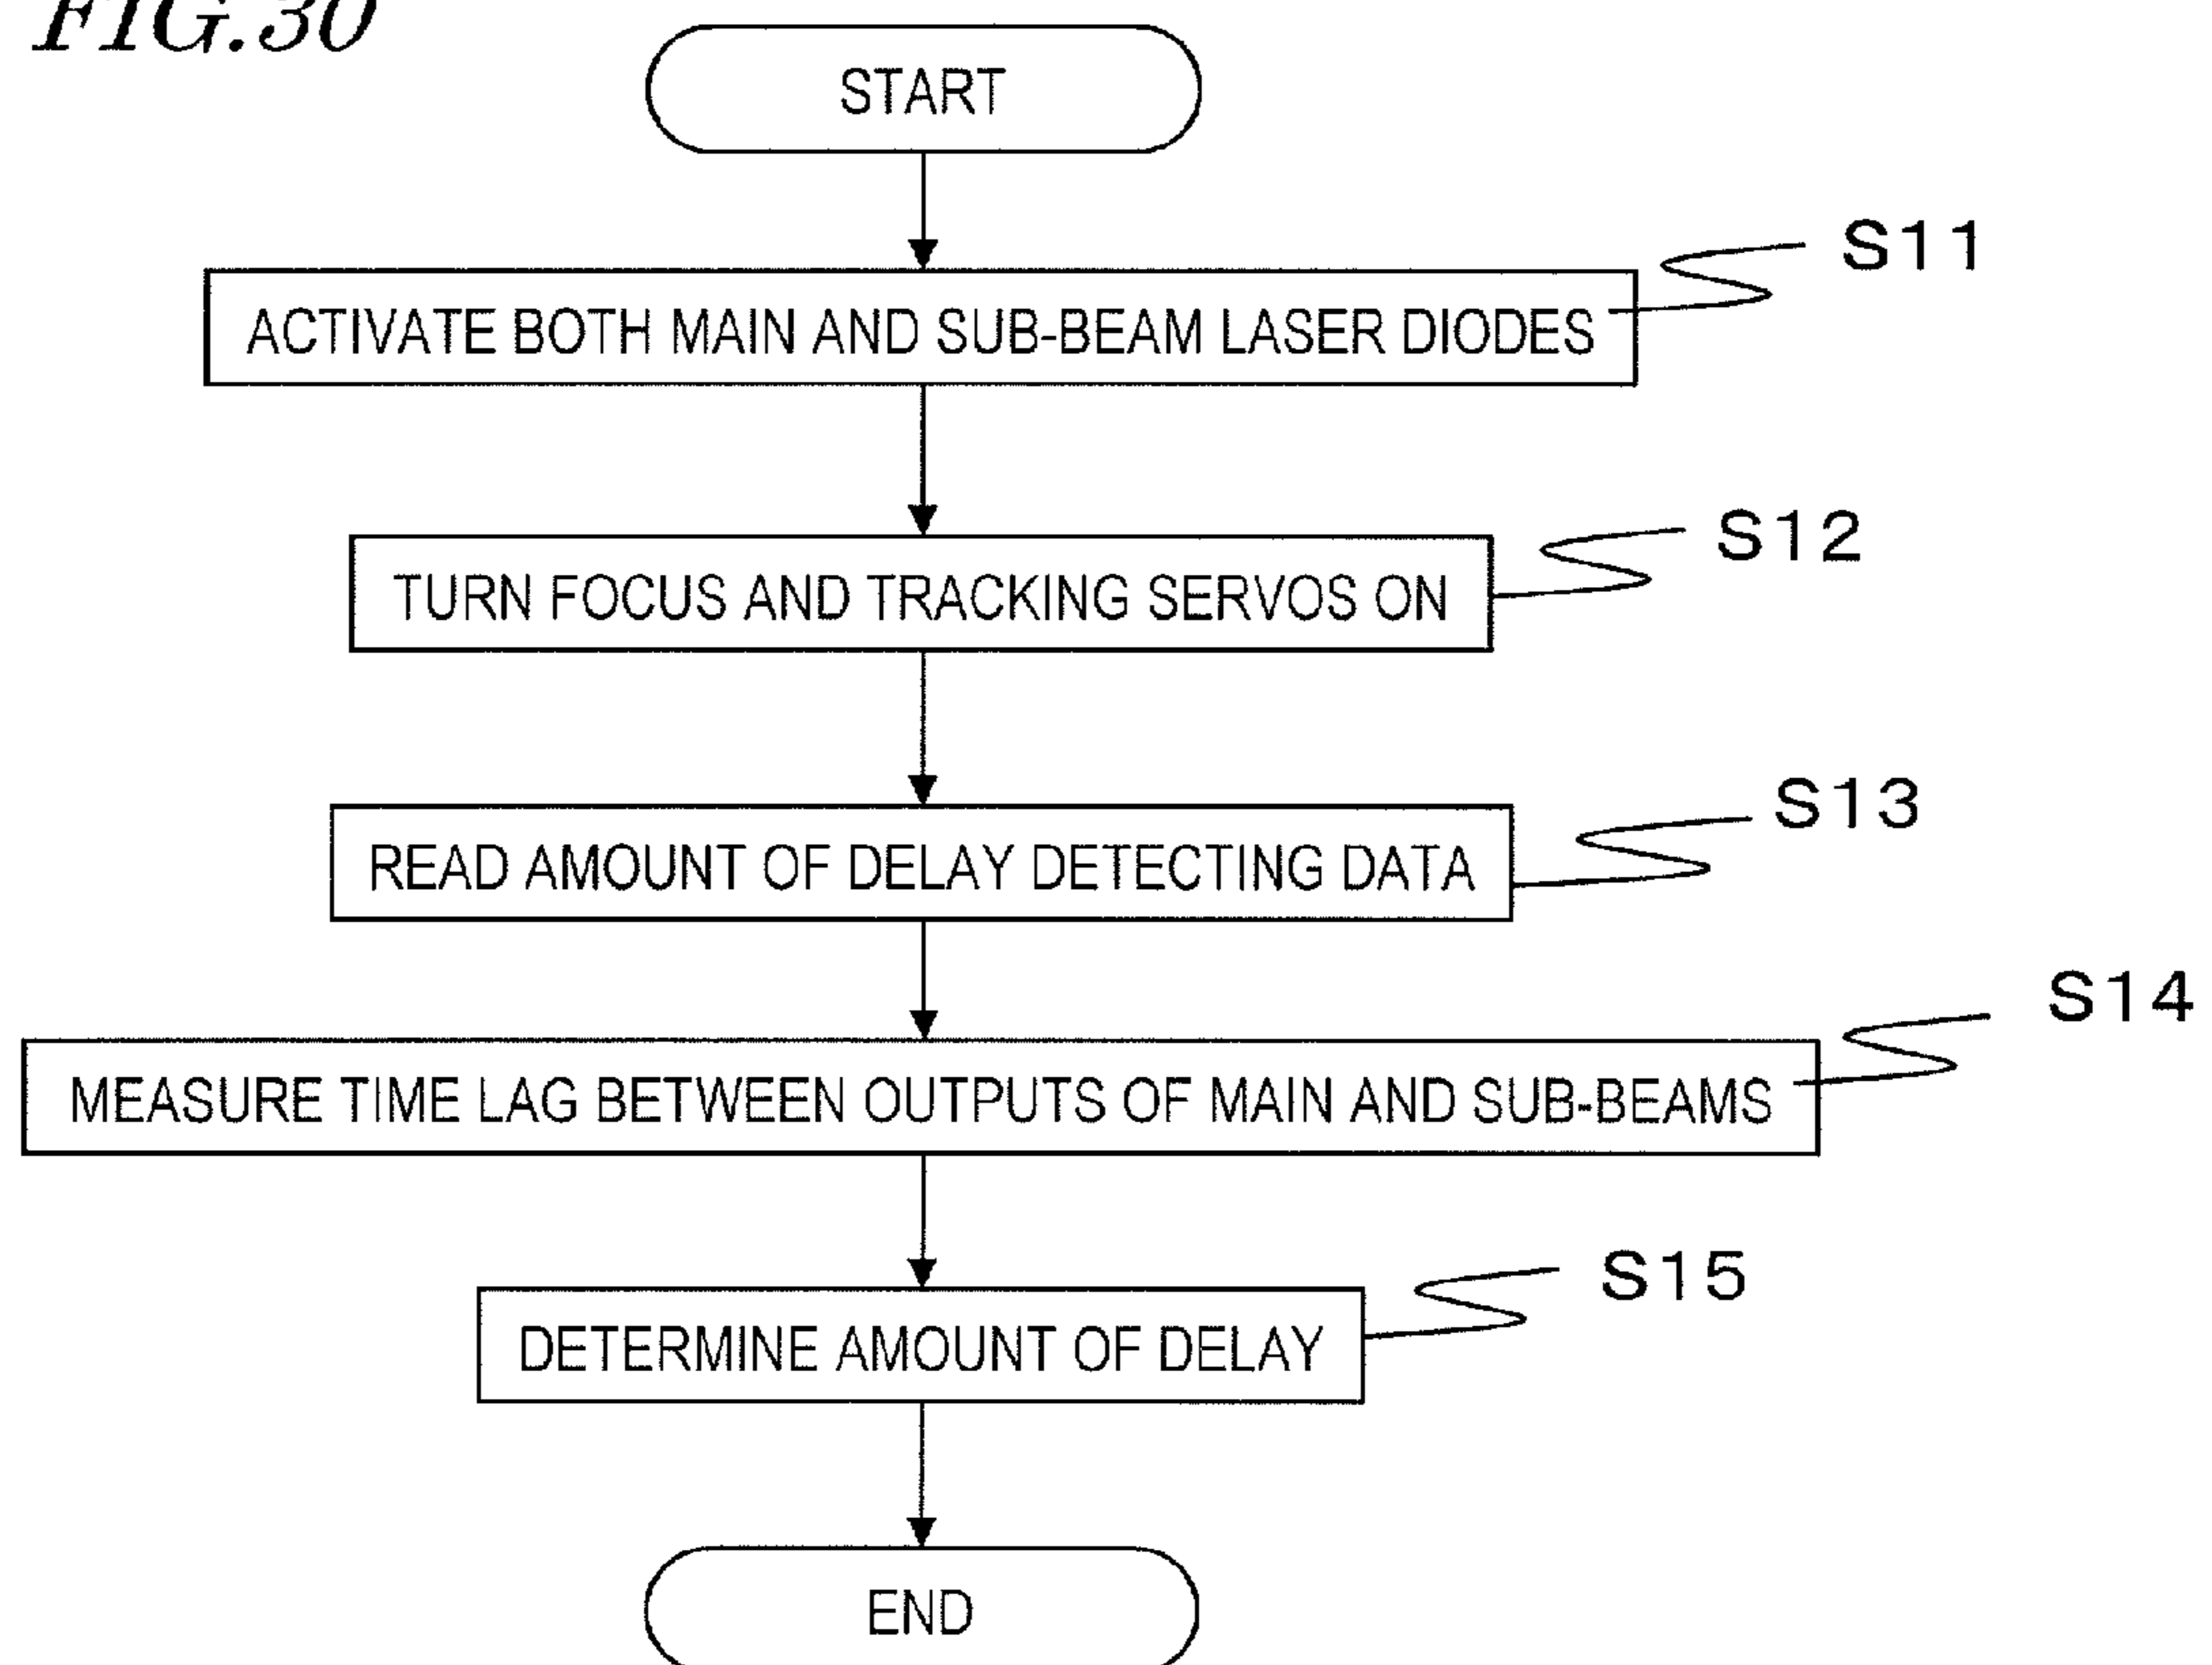 FIG.30
START
S11
ACTIVATE BOTH MAIN AND SUB-BEAM LASER DIODES
S12
TURN FOCUS AND TRACKING SERVOS ON
S13
READ AMOUNT OF DELAY DETECTING DATA
S14
MEASURE TIME LAG BETWEEN OUTPUTS OF MAIN AND SUB-BEAMS
S15
DETERMINE AMOUNT OF DELAY
END